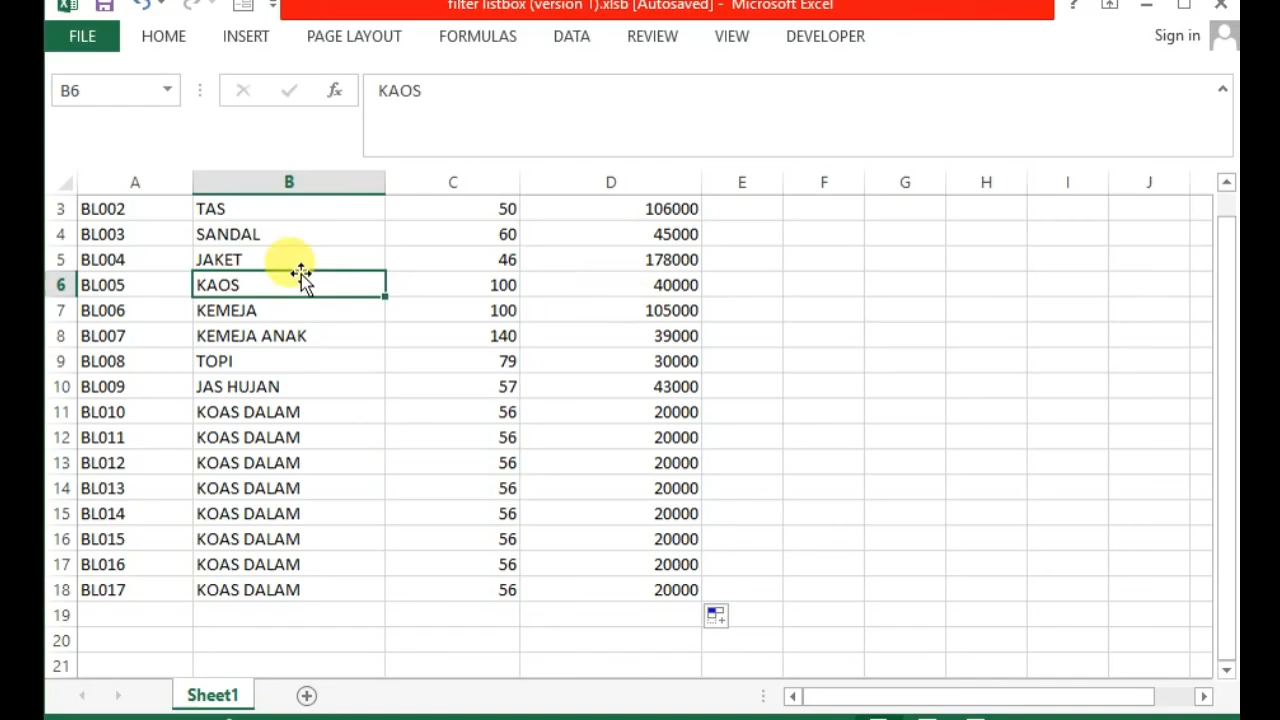 filter listbox (version 1).xlsb [Autosaved] - Microsoft Excel
FILE HOME INSERT PAGE LAYOUT FORMULAS DATA REVIEW VIEW DEVELOPER Sign in
B6 fx KAOS
A B C D E F G H I J
3 BL002 TAS 50 106000
4 BL003 SANDAL 60 45000
5 BL004 JAKET 46 178000
6 BL005 KAOS 100 40000
7 BL006 KEMEJA 100 105000
8 BL007 KEMEJA ANAK 140 39000
9 BL008 TOPI 79 30000
10 BL009 JAS HUJAN 57 43000
11 BL010 KOAS DALAM 56 20000
12 BL011 KOAS DALAM 56 20000
13 BL012 KOAS DALAM 56 20000
14 BL013 KOAS DALAM 56 20000
15 BL014 KOAS DALAM 56 20000
16 BL015 KOAS DALAM 56 20000
17 BL016 KOAS DALAM 56 20000
18 BL017 KOAS DALAM 56 20000
19
20
21
Sheet1